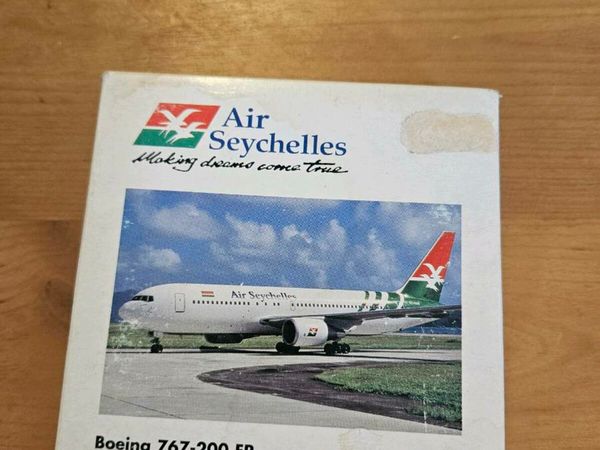 Air
Seychelles
Making dreams come true
Air Seychelles
Boeing 767-200 ER